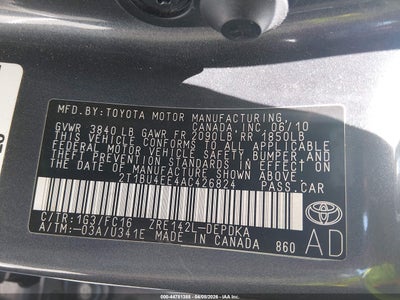 MFD.BY:TOYOTA MOTOR MANUFACTURING,
CANADA,INC. 06/10
GVWR 3840LB GAWR FR 2090LB RR 1850LB
THIS VEHICLE CONFORMS TO ALL APPLICABLE
FEDERAL MOTOR VEHICLE SAFETY, BUMPER, AND
THEFT PREVENTION STANDARDS IN EFFECT ON
THE DATE OF MANUFACTURE SHOWN ABOVE.
2T1BU4EE4AC426824
PASS.CAR
C/TR:1G3/FC16 ZRE142L-DEPDKA
A/TM:-03A/U341E
MADE IN CANADA 860
TOYOTA
AD
000-44761388 - 04/09/2026 -